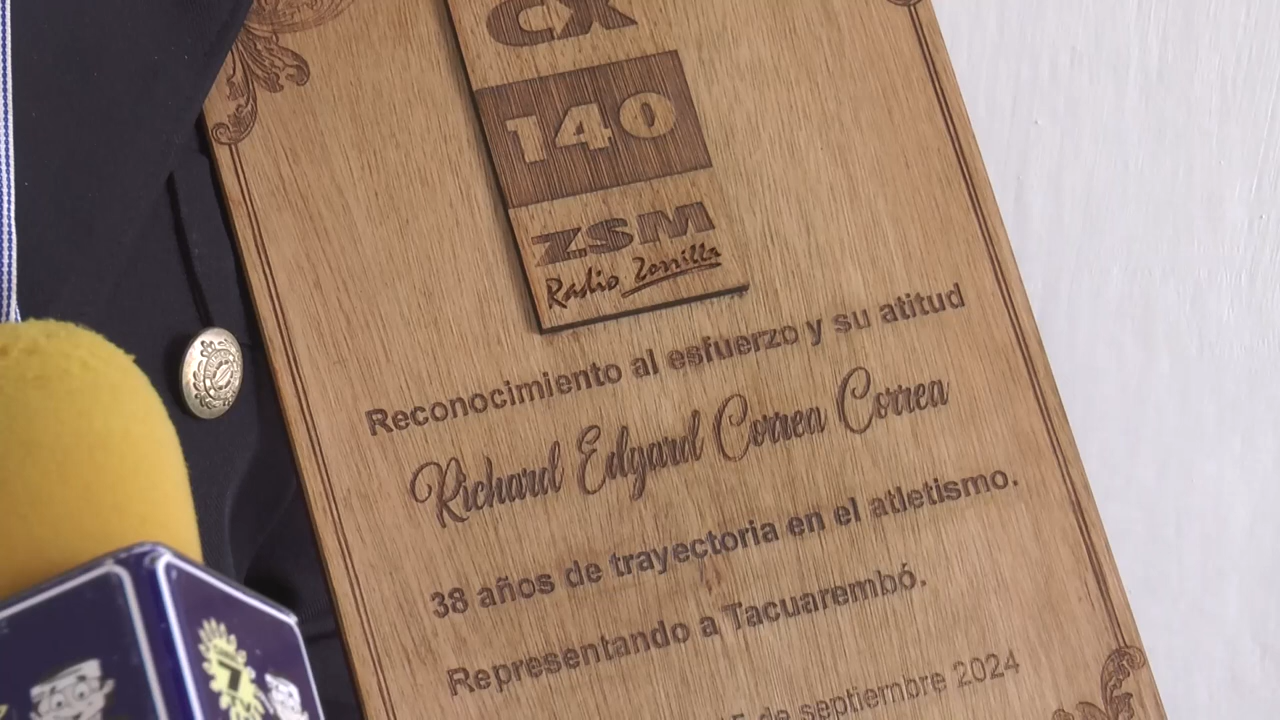 CX
140
ZSM
Radio Zorrilla
Reconocimiento al esfuerzo y su atitud
Richard Edgard Correa Correa
38 años de trayectoria en el atletismo.
Representando a Tacuarembó.
de septiembre 2024
7